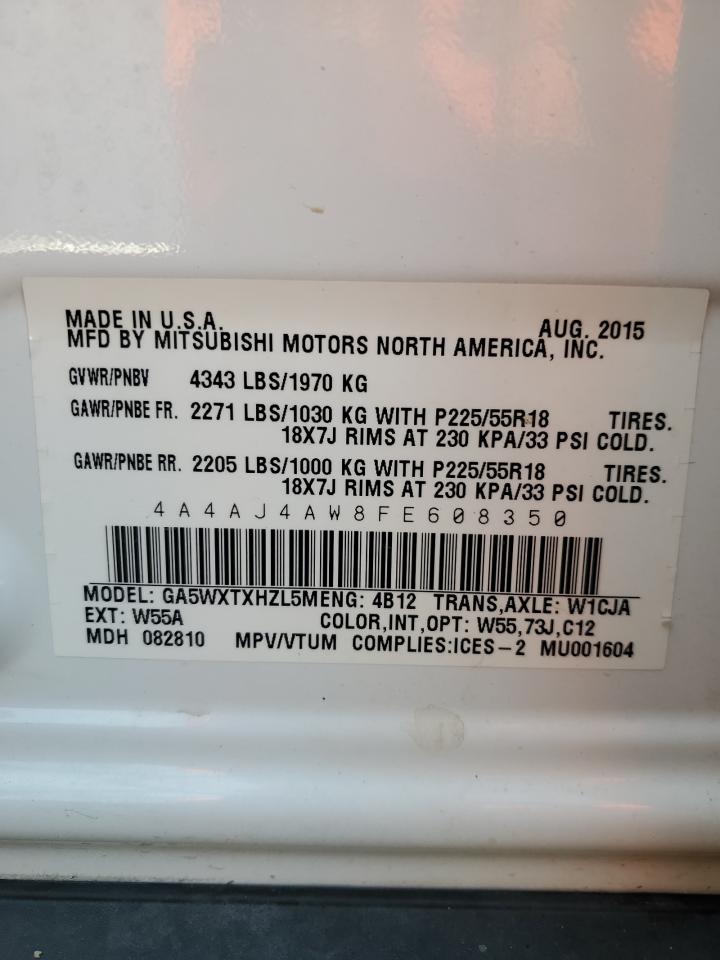 MADE IN U.S.A. AUG. 2015
MFD BY MITSUBISHI MOTORS NORTH AMERICA, INC.
GVWR/PNBV 4343 LBS/1970 KG
GAWR/PNBE FR. 2271 LBS/1030 KG WITH P225/55R18 TIRES.
18X7J RIMS AT 230 KPA/33 PSI COLD.
GAWR/PNBE RR. 2205 LBS/1000 KG WITH P225/55R18 TIRES.
18X7J RIMS AT 230 KPA/33 PSI COLD.
4A4AJ4AW8FE608350
MODEL: GA5WXTXHZL5MENG: 4B12 TRANS,AXLE: W1CJA
EXT: W55A COLOR,INT,OPT: W55,73J,C12
MDH 082810 MPV/VTUM COMPLIES:ICES-2 MU001604